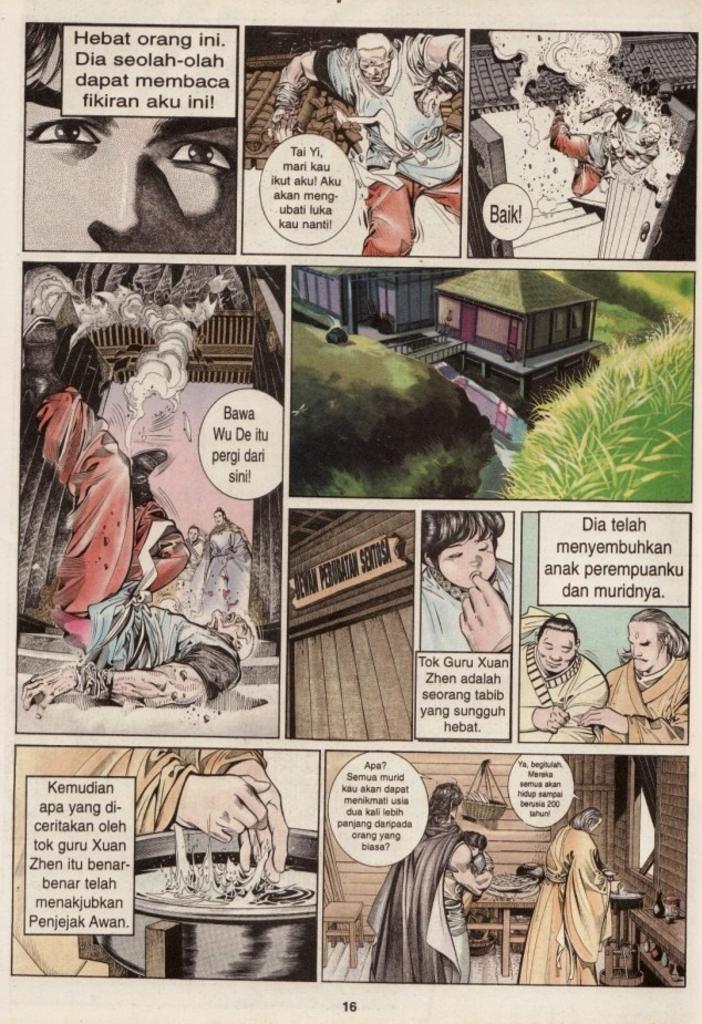 Hebat orang ini.
Dia seolah-olah
dapat membaca
fikiran aku ini!
Tai Yi,
mari kau
ikut aku! Aku
akan meng-
ubati luka
kau nanti!
Baik!
Bawa
Wu De itu
pergi dari
sini!
DEWAN PERUBATAN SENTOSA
Tok Guru Xuan
Zhen adalah
seorang tabib
yang sungguh
hebat.
Dia telah
menyembuhkan
anak perempuanku
dan muridnya.
Kemudian
apa yang di-
ceritakan oleh
tok guru Xuan
Zhen itu benar-
benar telah
menakjubkan
Penjejak Awan.
Apa?
Semua murid
kau akan dapat
menikmati usia
dua kali lebih
panjang daripada
orang yang
biasa?
Ya, begitulah.
Mereka
semua akan
hidup sampai
berusia 200
tahun!
16